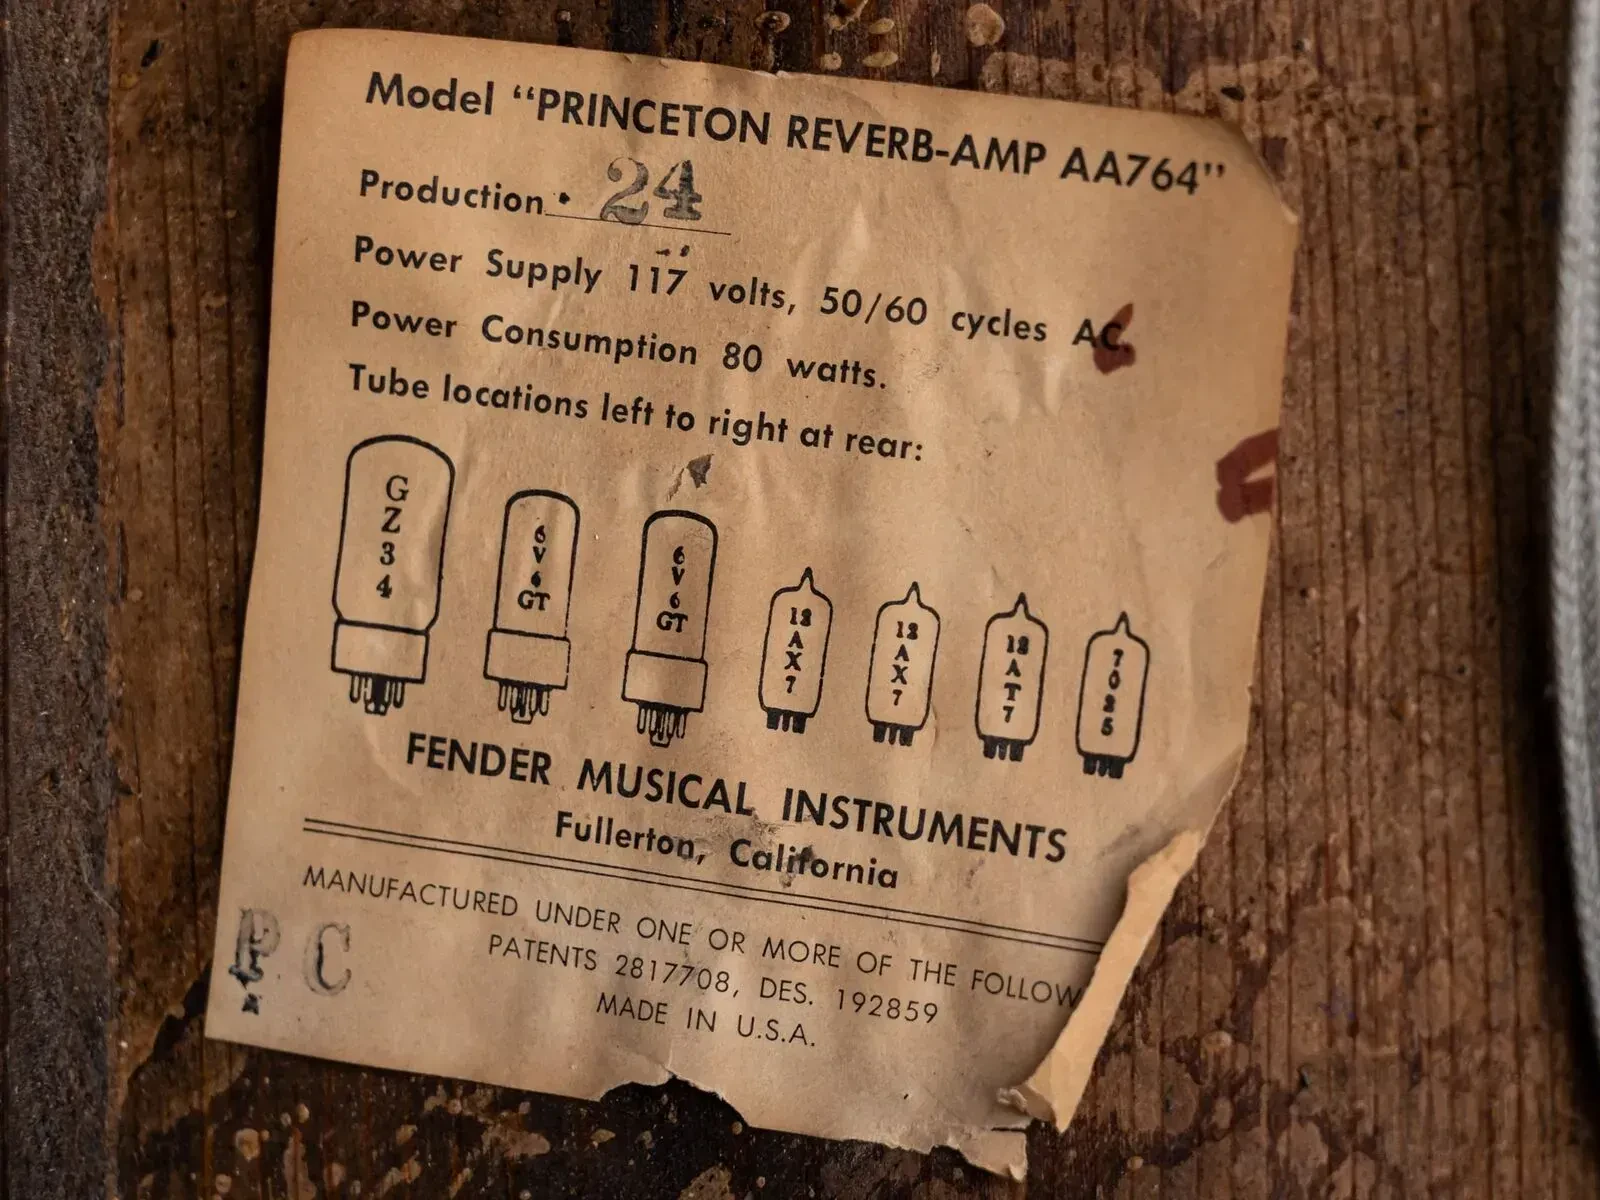 Model “PRINCETON REVERB-AMP AA764”
Production 24
Power Supply 117 volts, 50/60 cycles AC.
Power Consumption 80 watts.
Tube locations left to right at rear:
GZ34
6V6GT
6V6GT
12AX7
12AX7
12AT7
7025
FENDER MUSICAL INSTRUMENTS
Fullerton, California
MANUFACTURED UNDER ONE OR MORE OF THE FOLLOW
PATENTS 2817708, DES. 192859
MADE IN U.S.A.
P C